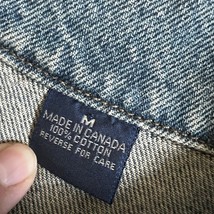 M
MADE IN CANADA
100% COTTON
REVERSE FOR CARE